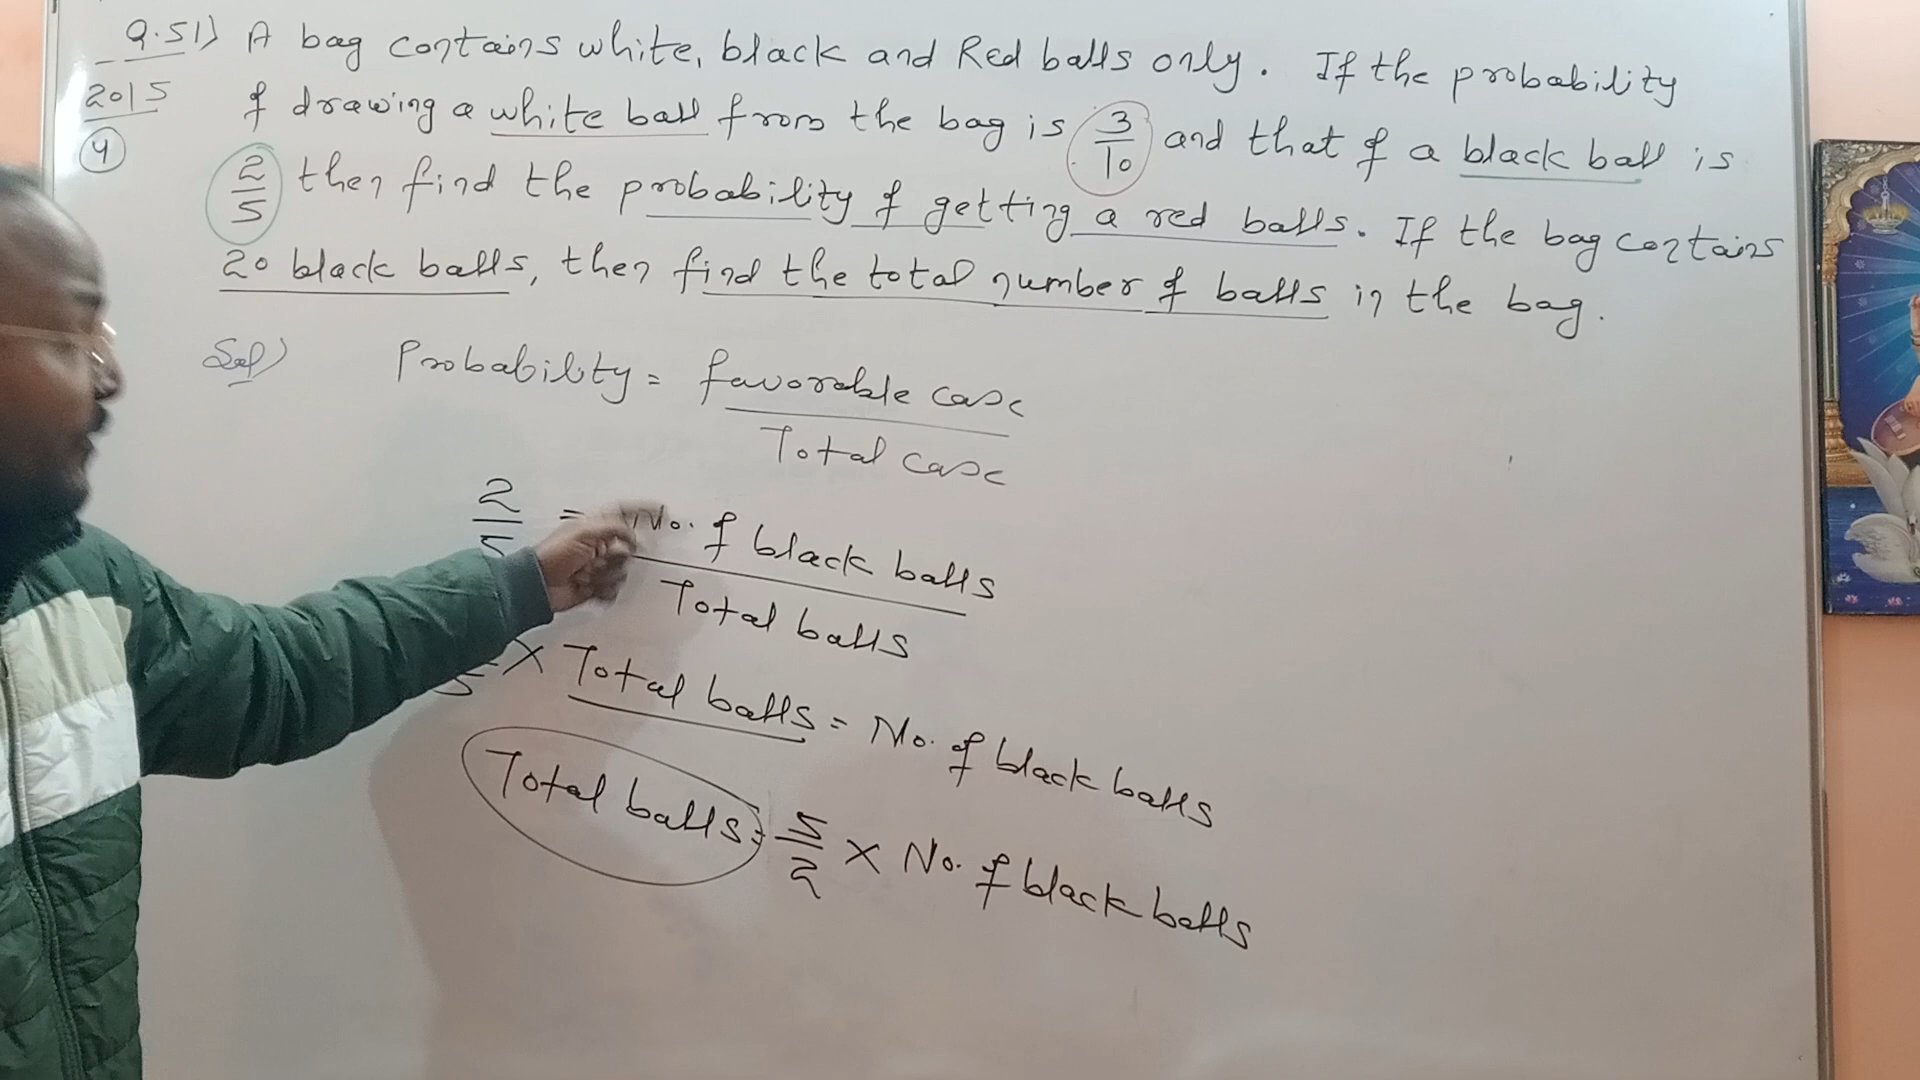 Q.51) A bag contains white, black and Red balls only. If the probability
2015 of drawing a white ball from the bag is 3/10 and that of a black ball is
4 2/5 then find the probability of getting a red balls. If the bag contains
20 black balls, then find the total number of balls in the bag.
Sol) Probability = favorable case
Total case
2/5 = No. of black balls
Total balls
5 × Total balls = No. of black balls
Total balls = 5/2 × No. of black balls